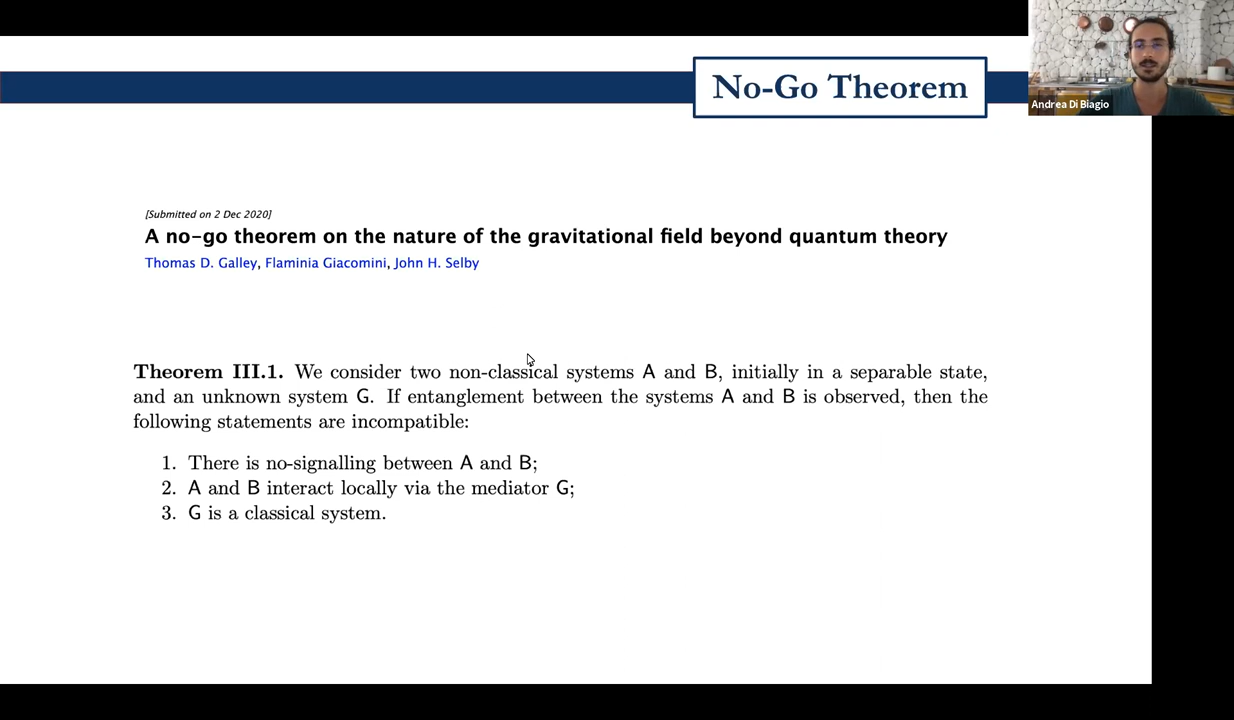 No-Go Theorem
Andrea Di Biagio
[Submitted on 2 Dec 2020]
A no-go theorem on the nature of the gravitational field beyond quantum theory
Thomas D. Galley, Flaminia Giacomini, John H. Selby
Theorem III.1. We consider two non-classical systems A and B, initially in a separable state,
and an unknown system G. If entanglement between the systems A and B is observed, then the
following statements are incompatible:
1. There is no-signalling between A and B;
2. A and B interact locally via the mediator G;
3. G is a classical system.